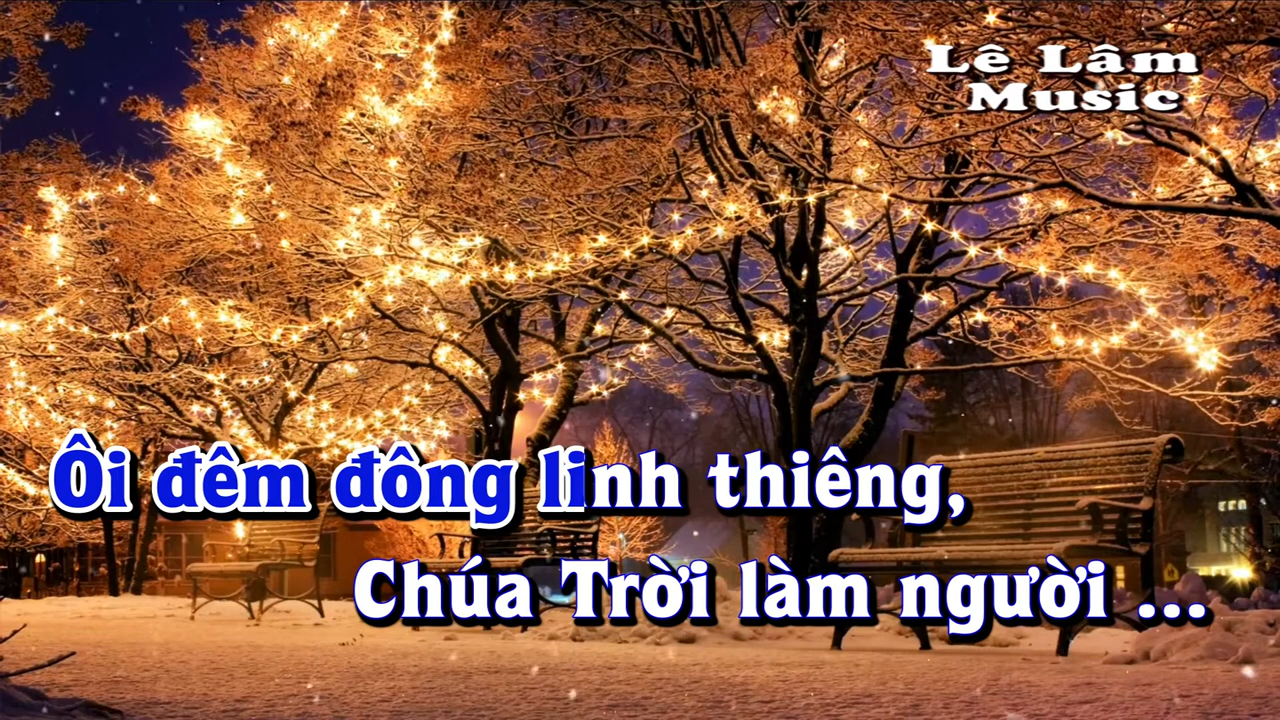 Lê Lâm
Music
Ôi đêm đông linh thiêng,
Chúa Trời làm người ...